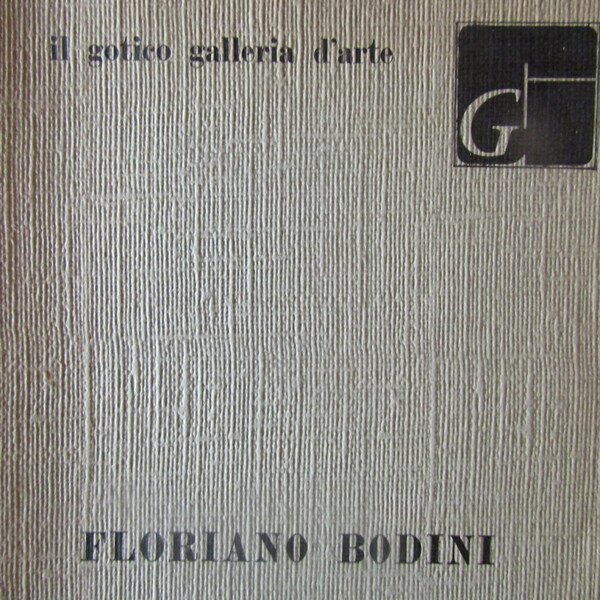 il gotico galleria d'arte
G
FLORIANO BODINI